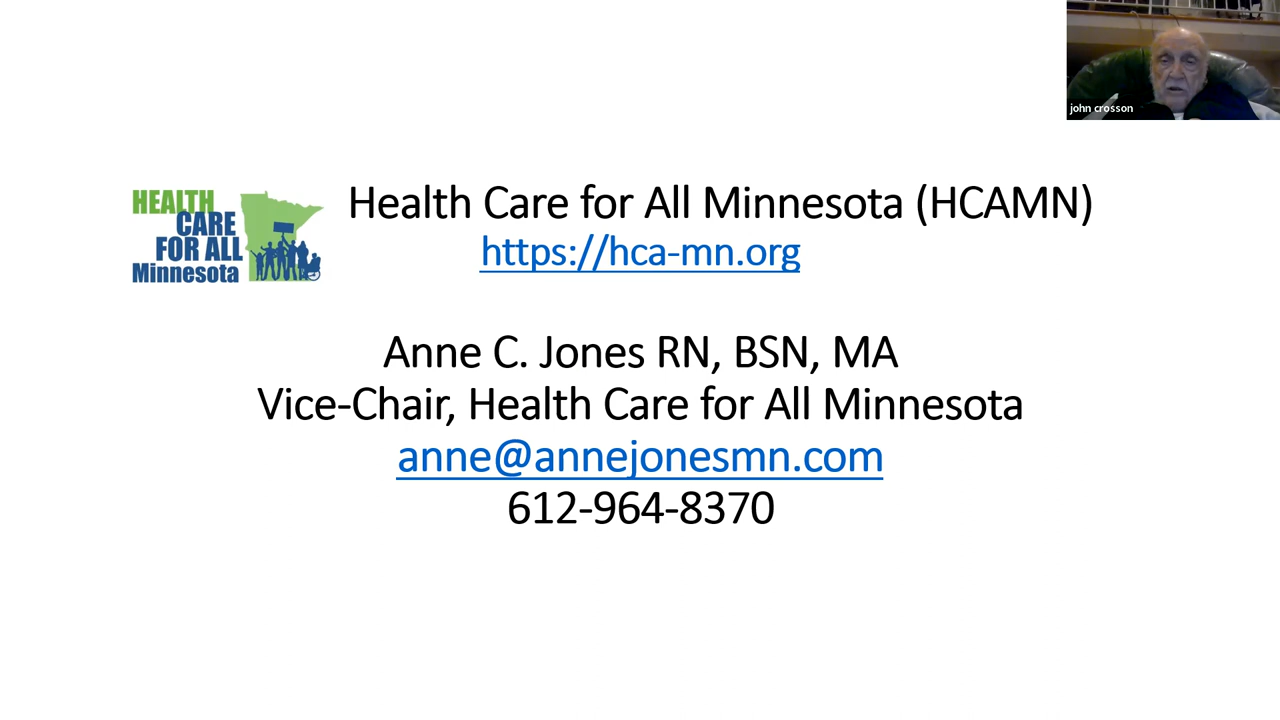 john crosson
HEALTH
CARE
FOR ALL
Minnesota
Health Care for All Minnesota (HCAMN)
https://hca-mn.org
Anne C. Jones RN, BSN, MA
Vice-Chair, Health Care for All Minnesota
anne@annejonesmn.com
612-964-8370